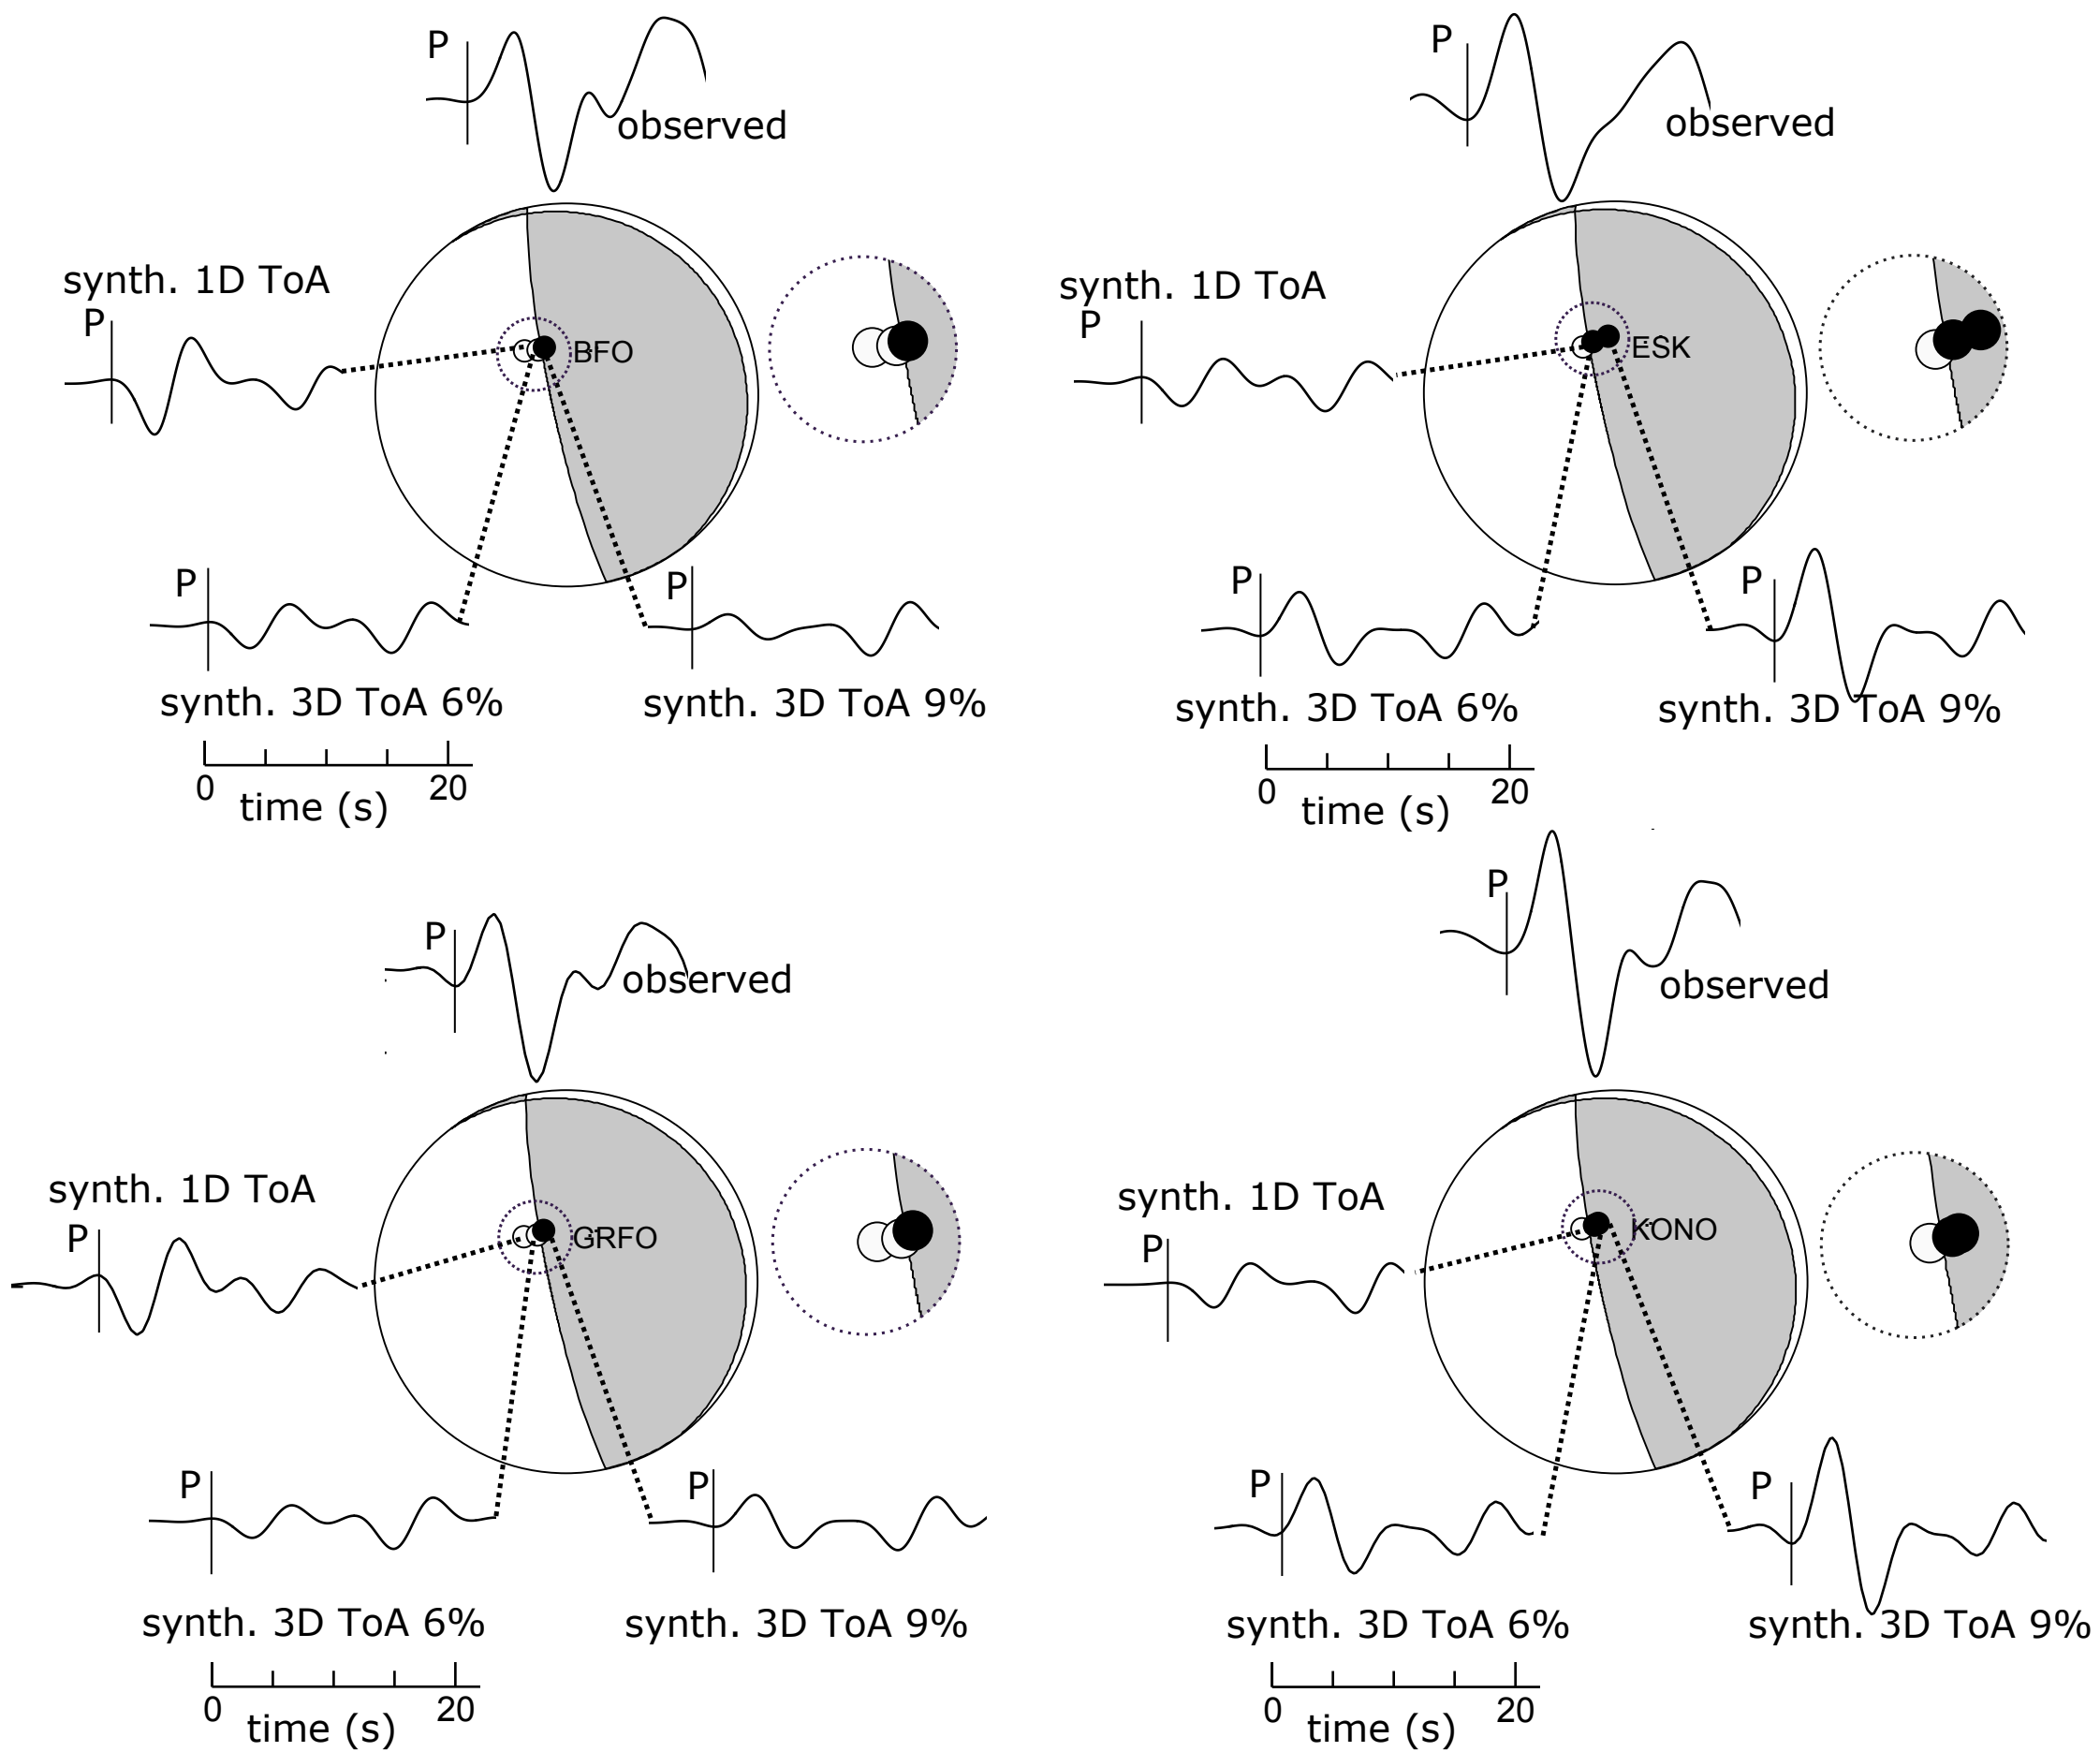 P
observed
synth. 1D ToA
P
BFO
P
P
synth. 3D ToA 6%
synth. 3D ToA 9%
0
20
time (s)
P
observed
synth. 1D ToA
P
ESK
P
P
synth. 3D ToA 6%
synth. 3D ToA 9%
0
20
time (s)
P
observed
synth. 1D ToA
P
GRFO
P
P
synth. 3D ToA 6%
synth. 3D ToA 9%
0
20
time (s)
P
observed
synth. 1D ToA
P
KONO
P
P
synth. 3D ToA 6%
synth. 3D ToA 9%
0
20
time (s)